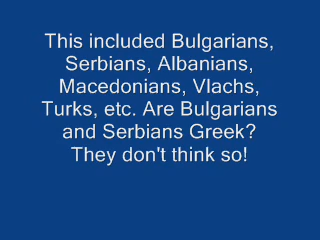 This included Bulgarians,
Serbians, Albanians,
Macedonians, Vlachs,
Turks, etc. Are Bulgarians
and Serbians Greek?
They don't think so!